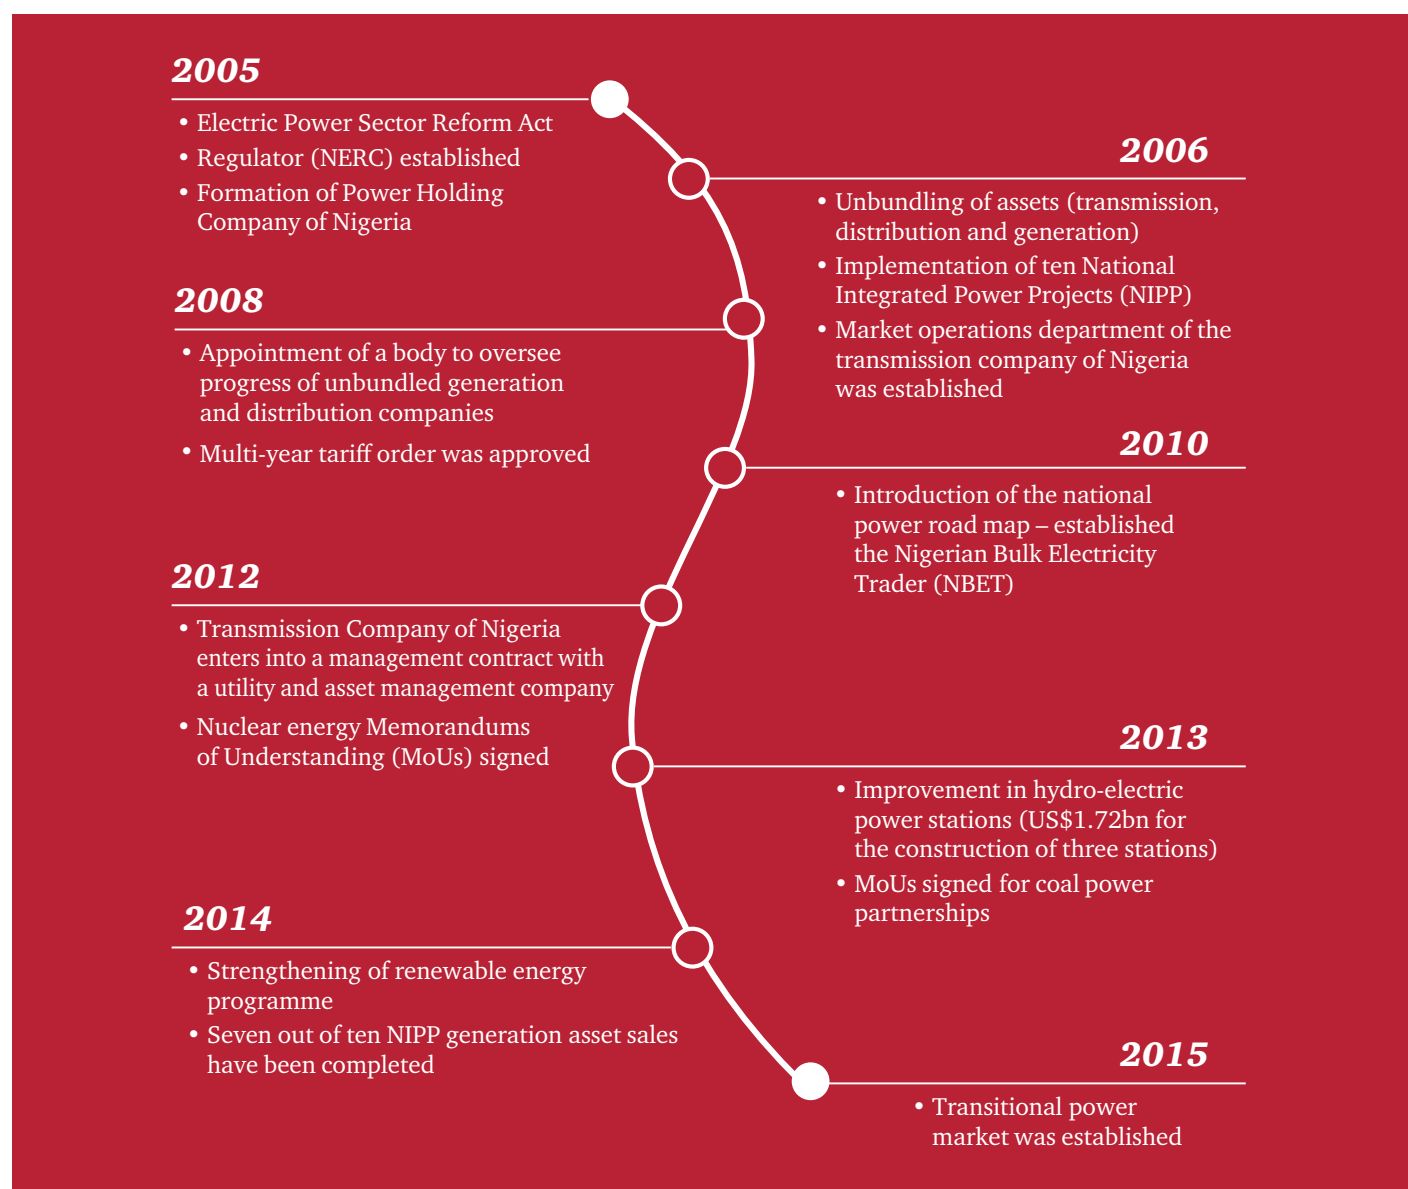 2005
• Electric Power Sector Reform Act
• Regulator (NERC) established
• Formation of Power Holding
Company of Nigeria
2006
• Unbundling of assets (transmission,
distribution and generation)
• Implementation of ten National
Integrated Power Projects (NIPP)
• Market operations department of the
transmission company of Nigeria
was established
2008
• Appointment of a body to oversee
progress of unbundled generation
and distribution companies
• Multi-year tariff order was approved
2010
• Introduction of the national
power road map – established
the Nigerian Bulk Electricity
Trader (NBET)
2012
• Transmission Company of Nigeria
enters into a management contract with
a utility and asset management company
• Nuclear energy Memorandums
of Understanding (MoUs) signed
2013
• Improvement in hydro-electric
power stations (US$1.72bn for
the construction of three stations)
• MoUs signed for coal power
partnerships
2014
• Strengthening of renewable energy
programme
• Seven out of ten NIPP generation asset sales
have been completed
2015
• Transitional power
market was established